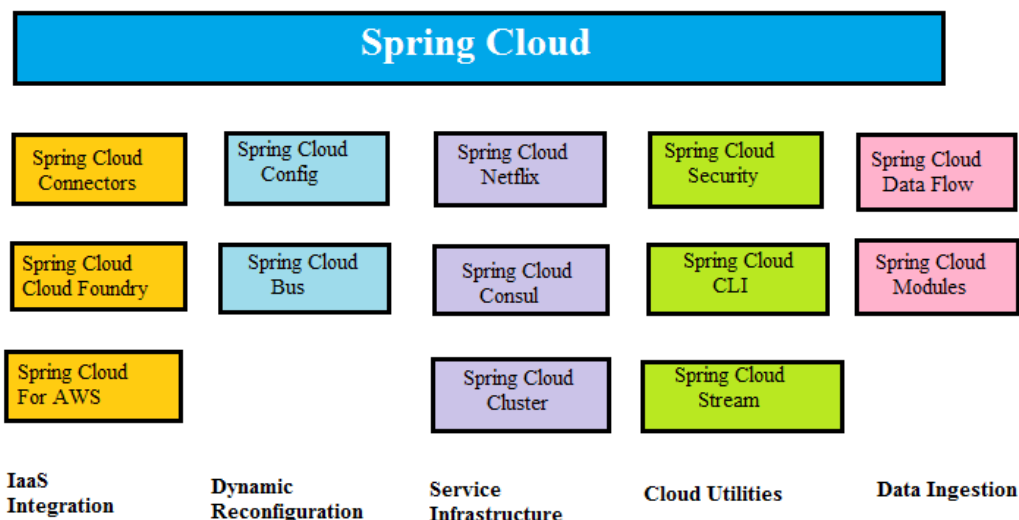 Spring Cloud
Spring Cloud
Connectors
Spring Cloud
Config
Spring Cloud
Netflix
Spring Cloud
Security
Spring Cloud
Data Flow
Spring Cloud
Cloud Foundry
Spring Cloud
Bus
Spring Cloud
Consul
Spring Cloud
CLI
Spring Cloud
Modules
Spring Cloud
For AWS
Spring Cloud
Cluster
Spring Cloud
Stream
IaaS
Integration
Dynamic
Reconfiguration
Service
Infrastructure
Cloud Utilities
Data Ingestion